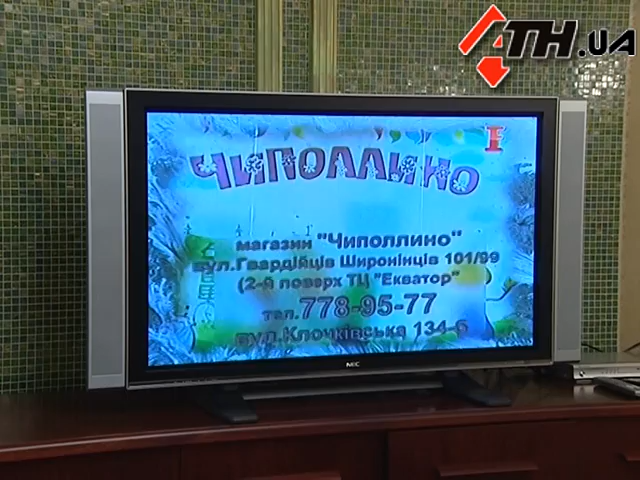 АТН.UA
ЧИПОЛЛИНО
магазин "Чиполлино"
вул.Гвардійців Широнінців 101/99
(2-й поверх ТЦ "Екватор"
тел.778-95-77
вул.Клочківська 134-б
NEC